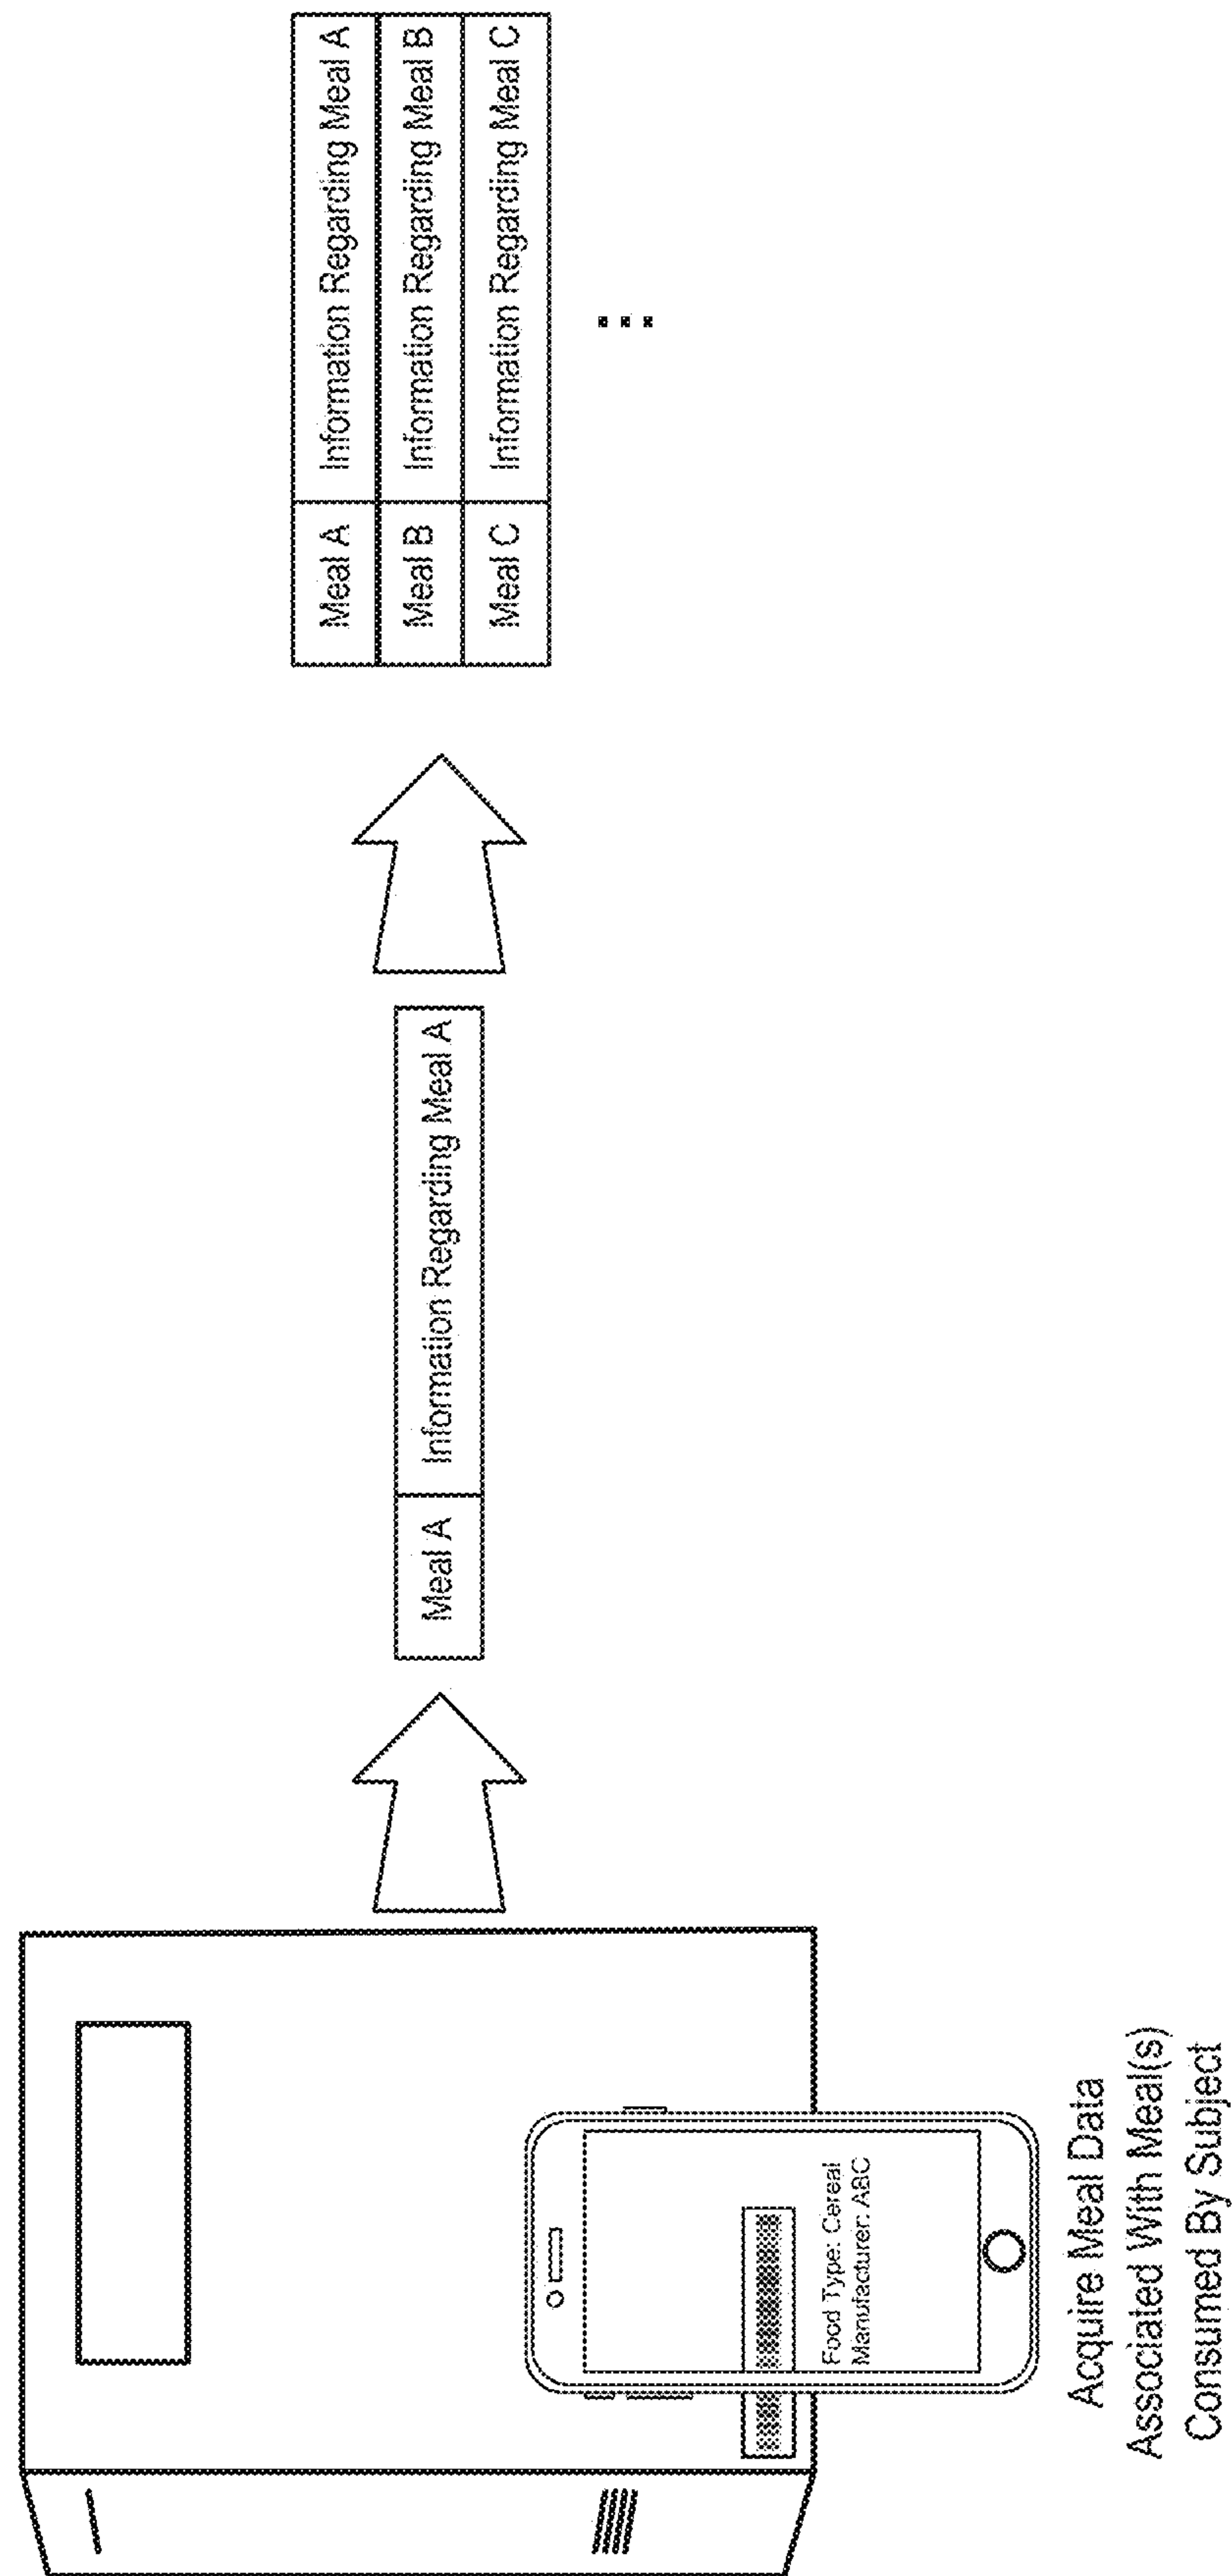 Food Type: Cereal
Manufacturer: ABC
Acquire Meal Data
Associated With Meal(s)
Consumed By Subject
Meal A Information Regarding Meal A
Meal A Information Regarding Meal A
Meal B Information Regarding Meal B
Meal C Information Regarding Meal C
...